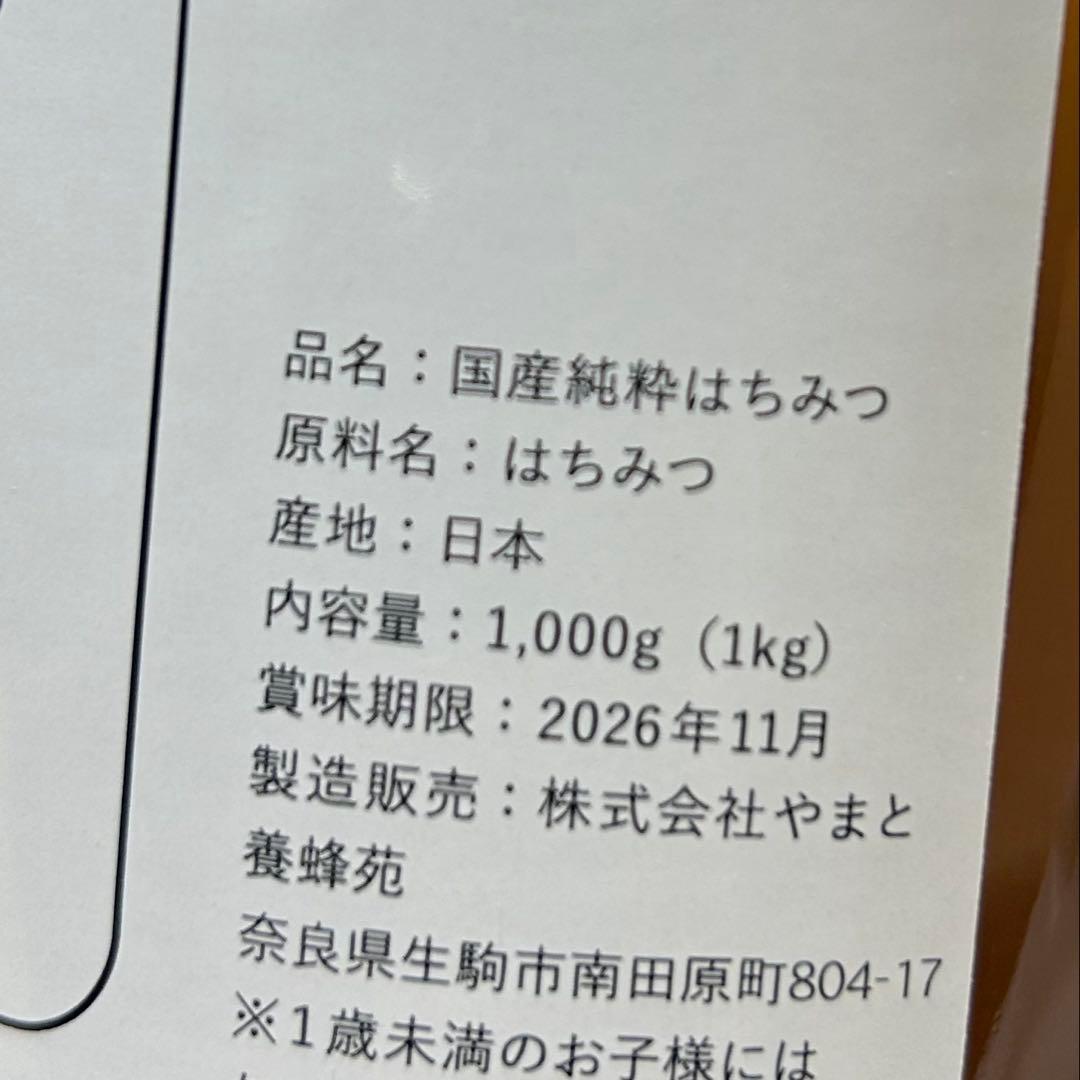 品名：国産純粋はちみつ
原料名：はちみつ
産地：日本
内容量：1,000g（1kg）
賞味期限：2026年11月
製造販売：株式会社やまと
養蜂苑
奈良県生駒市南田原町804-17
※1歳未満のお子様には